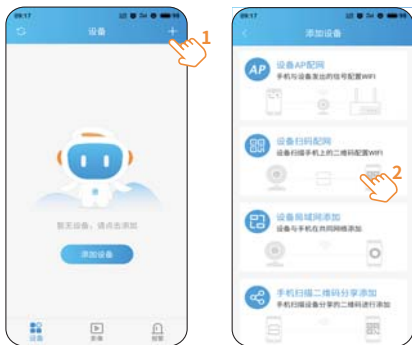 09:17
设备
1
暂无设备，请点击添加
添加设备
设备
报警
09:17
添加设备
AP
设备AP配网
手机与设备发出的信号配置WIFI
设备扫码配网
设备扫描手机上的二维码配置WIFI
2
设备局域网添加
设备与手机在共同网络添加
手机扫描二维码分享添加
手机扫描设备分享的二维码进行添加